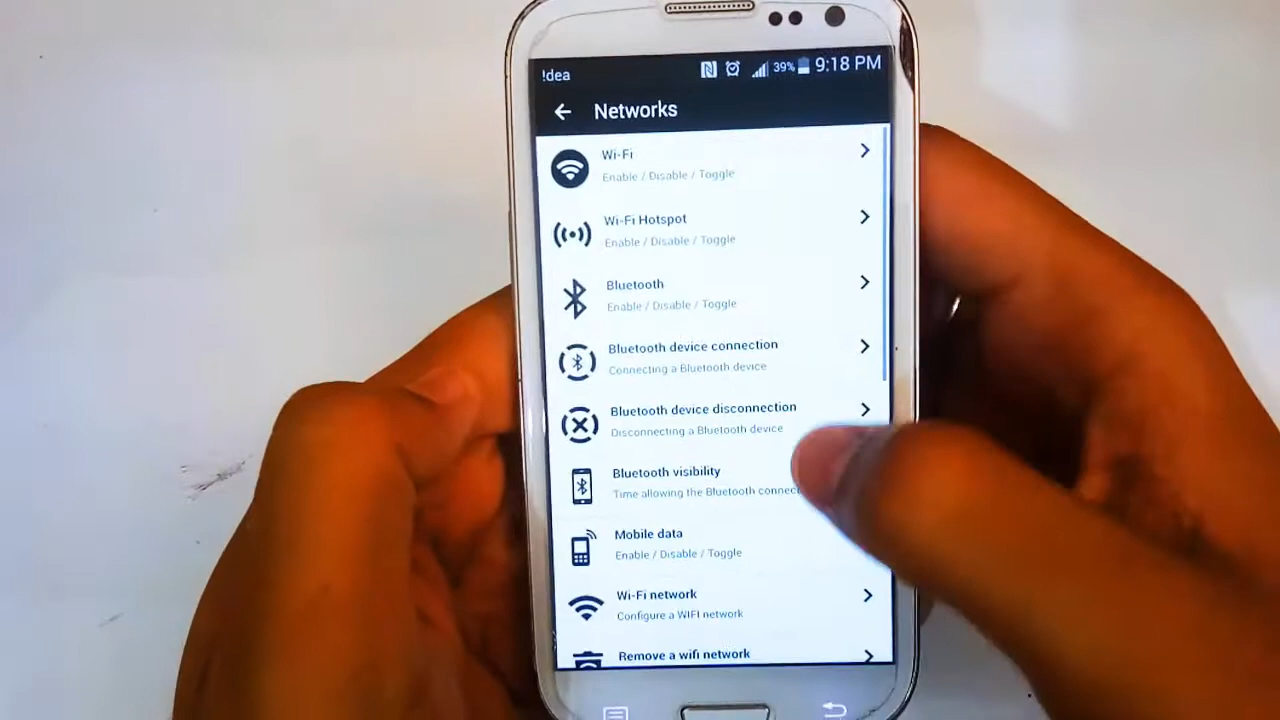 !dea 39% 9:18 PM
Networks
Wi-Fi
Enable / Disable / Toggle
Wi-Fi Hotspot
Enable / Disable / Toggle
Bluetooth
Enable / Disable / Toggle
Bluetooth device connection
Connecting a Bluetooth device
Bluetooth device disconnection
Disconnecting a Bluetooth device
Bluetooth visibility
Time allowing the Bluetooth
Mobile data
Enable / Disable / Toggle
Wi-Fi network
Configure a WIFI network
Remove a wifi network